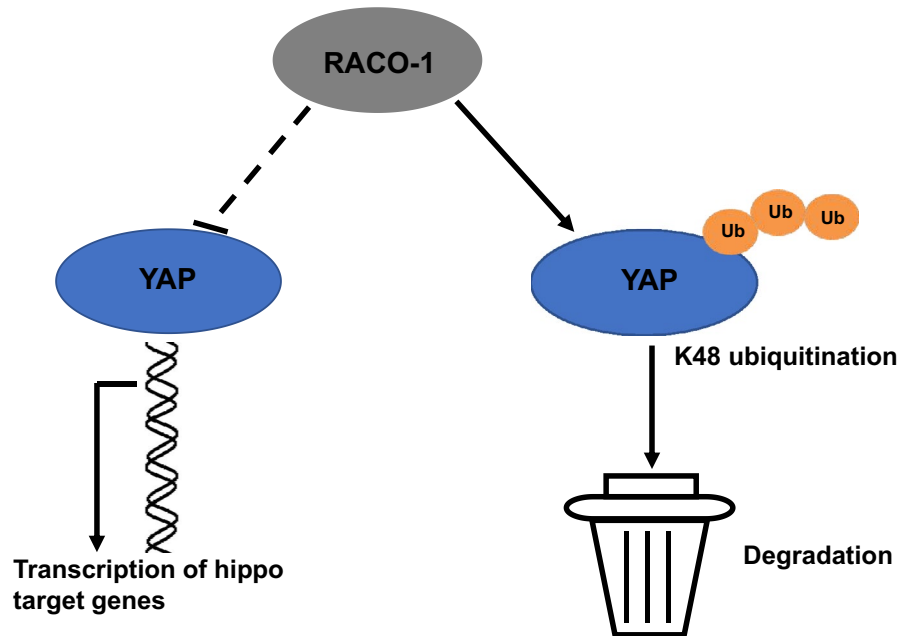 RACO-1
Ub
Ub
Ub
YAP
YAP
K48 ubiquitination
Degradation
Transcription of hippo
target genes